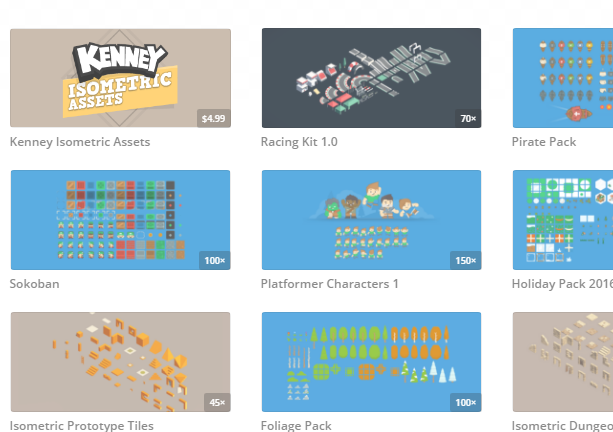 KENNEY
ISOMETRIC
ASSETS
$4.99
70×
Kenney Isometric Assets
Racing Kit 1.0
Pirate Pack
100×
150×
Sokoban
Platformer Characters 1
Holiday Pack 2016
45×
100×
Isometric Prototype Tiles
Foliage Pack
Isometric Dungeo